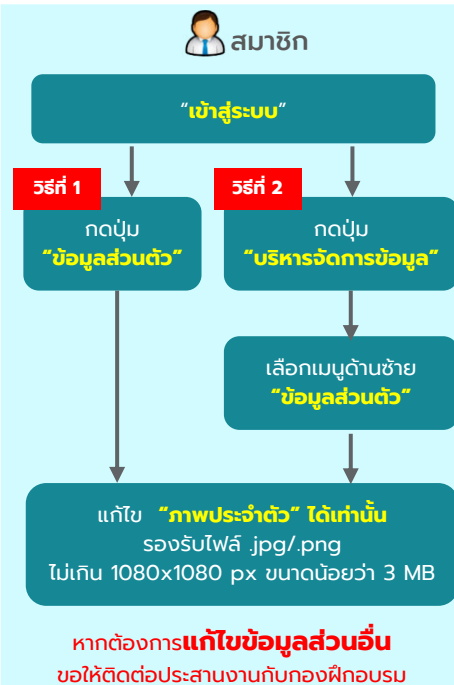 สมาชิก
“เข้าสู่ระบบ”
วิธีที่ 1
กดปุ่ม
“ข้อมูลส่วนตัว”
วิธีที่ 2
กดปุ่ม
“บริหารจัดการข้อมูล”
เลือกเมนูด้านซ้าย
“ข้อมูลส่วนตัว”
แก้ไข “ภาพประจำตัว” ได้เท่านั้น
รองรับไฟล์ .jpg/.png
ไม่เกิน 1080x1080 px ขนาดน้อยว่า 3 MB
หากต้องการแก้ไขข้อมูลส่วนอื่น
ขอให้ติดต่อประสานงานกับกองฝึกอบรม